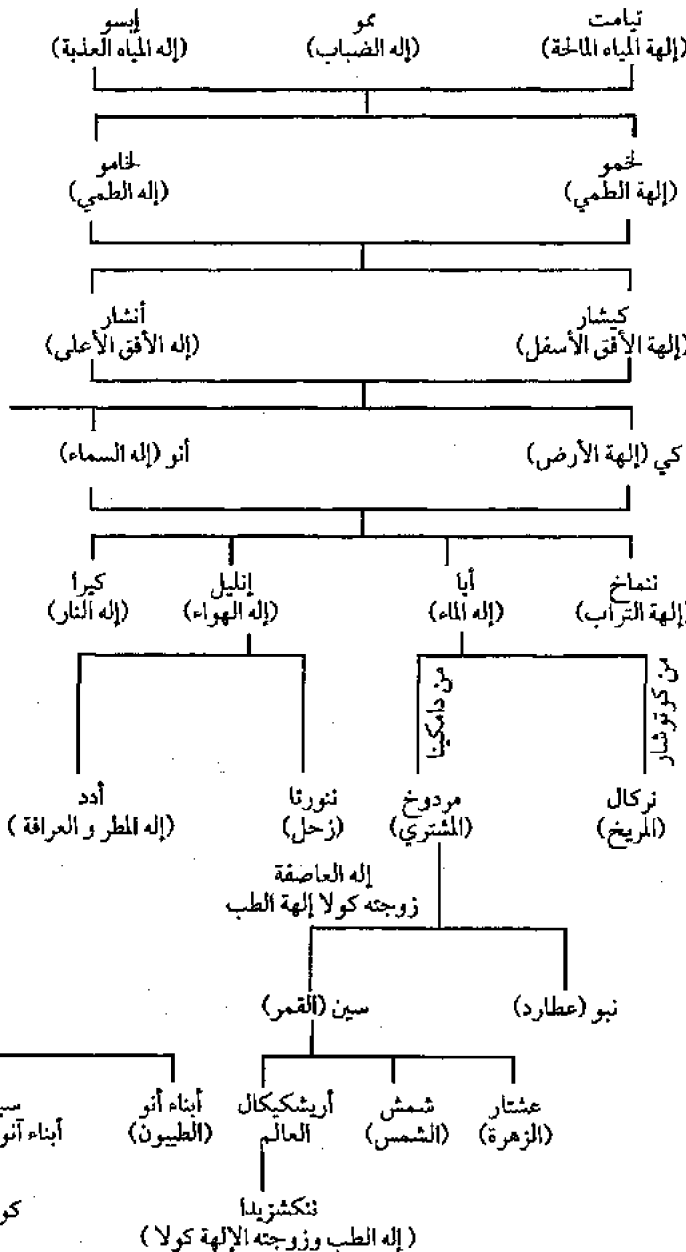 تيامت
(إلهة المياه المالحة)
ممو
(إله الضباب)
إبسو
(إله المياه العذبة)
لخمو
(إلهة الطمي)
لخامو
(إله الطمي)
كيشار
(إلهة الأفق الأسفل)
أنشار
(إله الأفق الأعلى)
كي (إلهة الأرض)
أنو (إله السماء)
ننماخ
(إلهة التراب)
أيا
(إله الماء)
إنليل
(إله الهواء)
كيرا
(إله النار)
من كوتوشار
من دامكينا
نركال
(المريخ)
مردوخ
(المشتري)
ننورتا
(زحل)
أدد
(إله المطر و العرافة)
إله العاصفة
زوجته كولا إلهة الطب
نبو (عطارد)
سين (القمر)
عشتار
(الزهرة)
شمش
(الشمس)
أريشكيكال
العالم
أبناء أنو
(الطيبون)
أبناء آنو
ننكشزيدا
(إله الطب وزوجته الإلهة كولا)